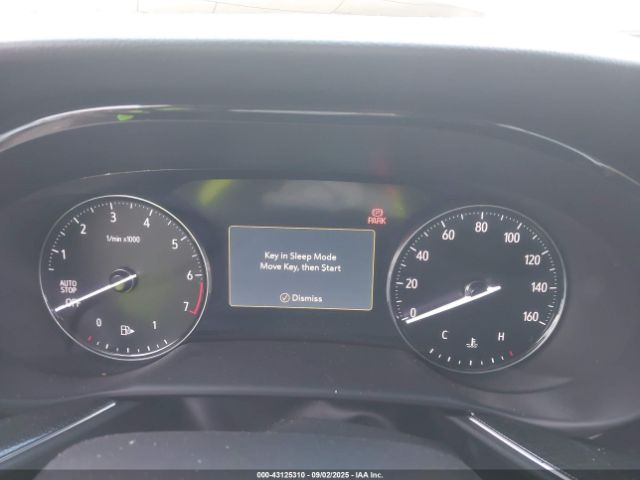 1 2 3 4 5 6 7
1/min x1000
AUTO
STOP
OFF
0 1
Key in Sleep Mode
Move Key, then Start
Dismiss
P
PARK
0 20 40 60 80 100 120 140 160
C H
000-43125310 - 09/02/2025 - IAA Inc.